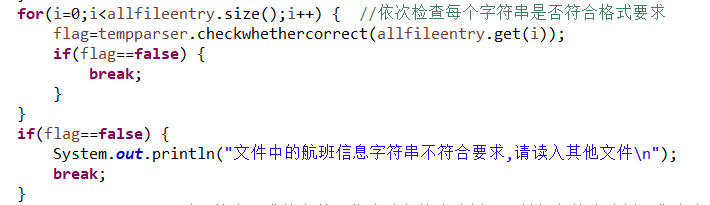 for(i=0;i<allfileentry.size();i++) {  //依次检查每个字符串是否符合格式要求
    flag=tempparser.checkwhethercorrect(allfileentry.get(i));
    if(flag==false) {
        break;
    }
}
if(flag==false) {
    System.out.println("文件中的航班信息字符串不符合要求,请读入其他文件\n");
    break;
}